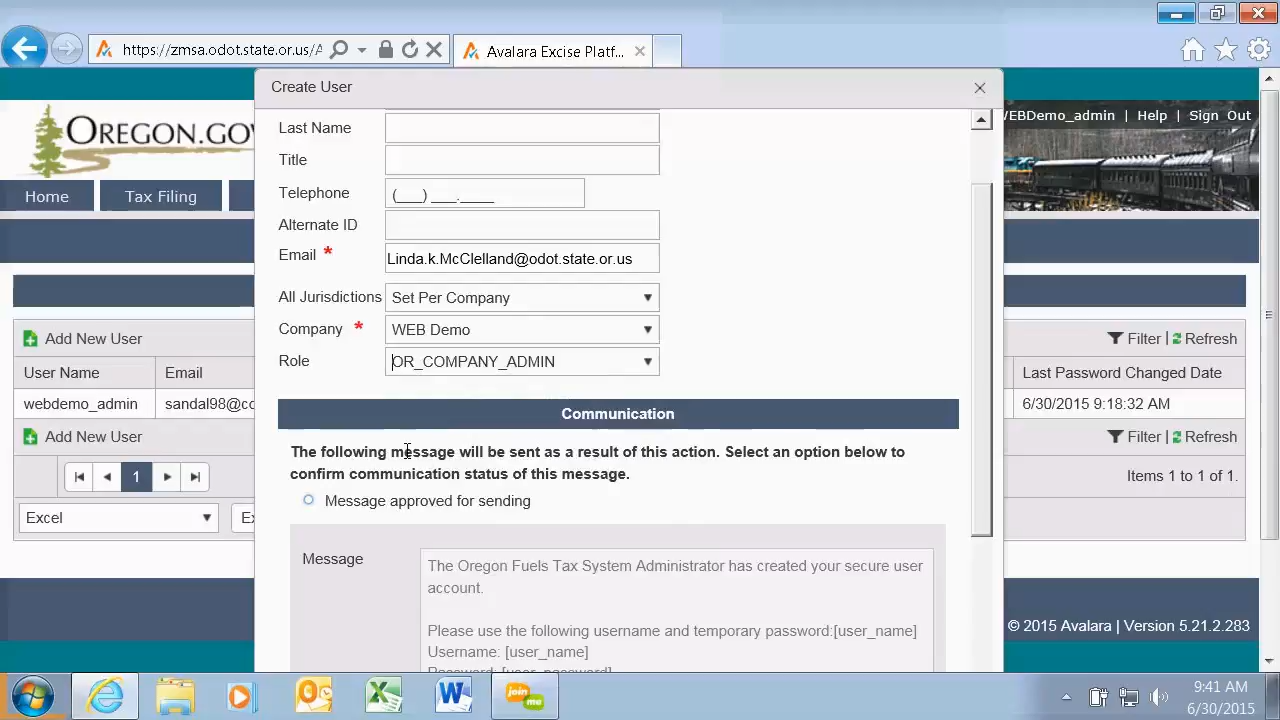 https://zmsa.odot.state.or.us/A
Avalara Excise Platf...
Create User
OREGON.GOV
WEBDemo_admin | Help | Sign Out
Home
Tax Filing
Last Name
Title
Telephone
(___) ___.____
Alternate ID
Email *
Linda.k.McClelland@odot.state.or.us
All Jurisdictions
Set Per Company
Company *
WEB Demo
Role
OR_COMPANY_ADMIN
Add New User
Filter | Refresh
User Name
Email
Last Password Changed Date
webdemo_admin
sandal98@co
6/30/2015 9:18:32 AM
Add New User
Filter | Refresh
1
Items 1 to 1 of 1.
Excel
Ex
Communication
The following message will be sent as a result of this action. Select an option below to
confirm communication status of this message.
Message approved for sending
Message
The Oregon Fuels Tax System Administrator has created your secure user
account.
Please use the following username and temporary password:[user_name]
Username: [user_name]
Password: [user_password]
© 2015 Avalara | Version 5.21.2.283
join
me
9:41 AM
6/30/2015